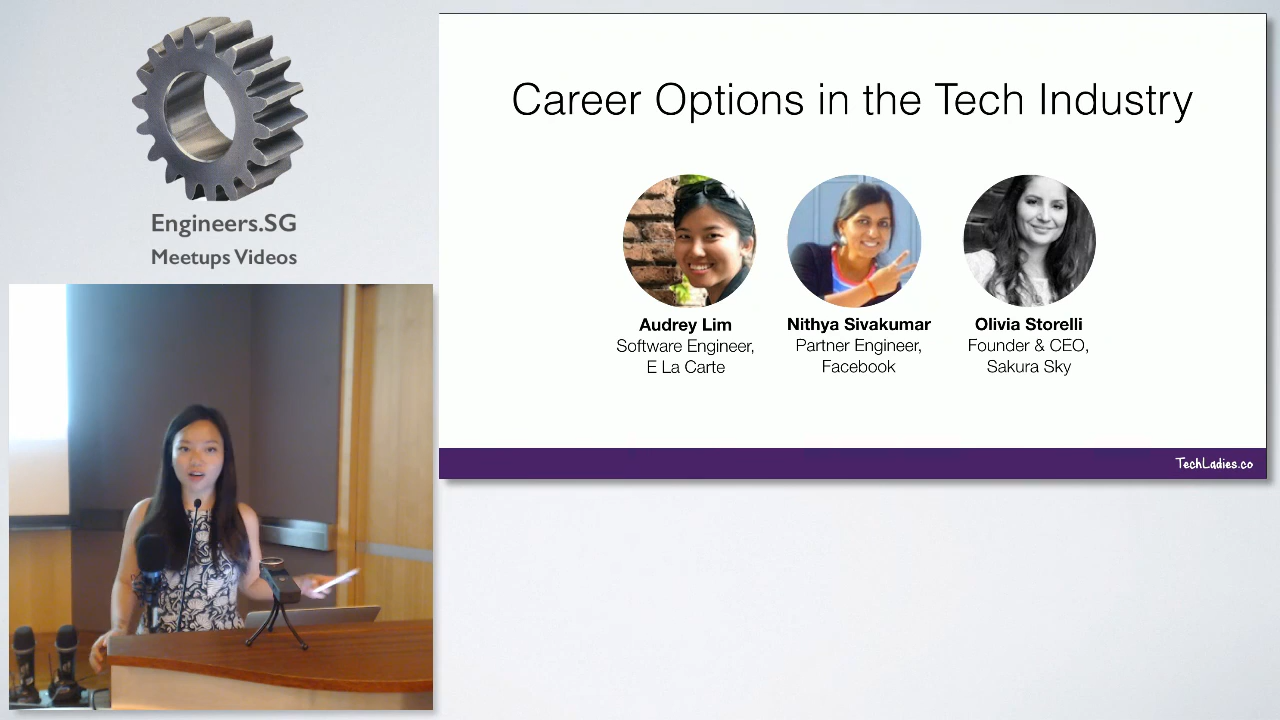 Engineers.SG
Meetups Videos
Career Options in the Tech Industry
Audrey Lim
Software Engineer,
E La Carte
Nithya Sivakumar
Partner Engineer,
Facebook
Olivia Storelli
Founder & CEO,
Sakura Sky
TechLadies.co